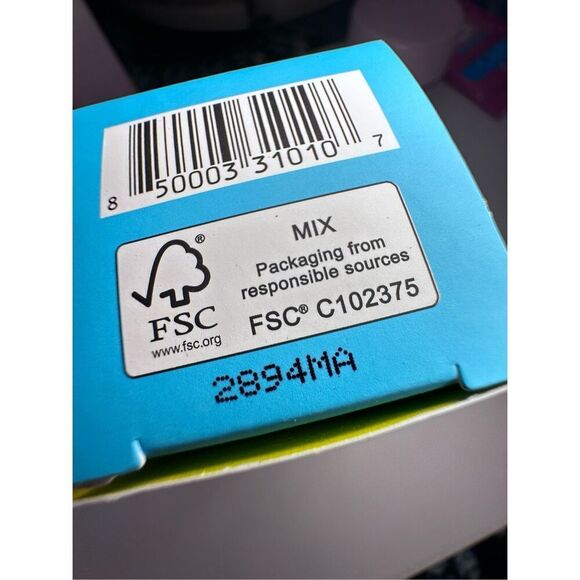 8 50003 31010 7
MIX
Packaging from
responsible sources
FSC® C102375
®
FSC
www.fsc.org
2894MA